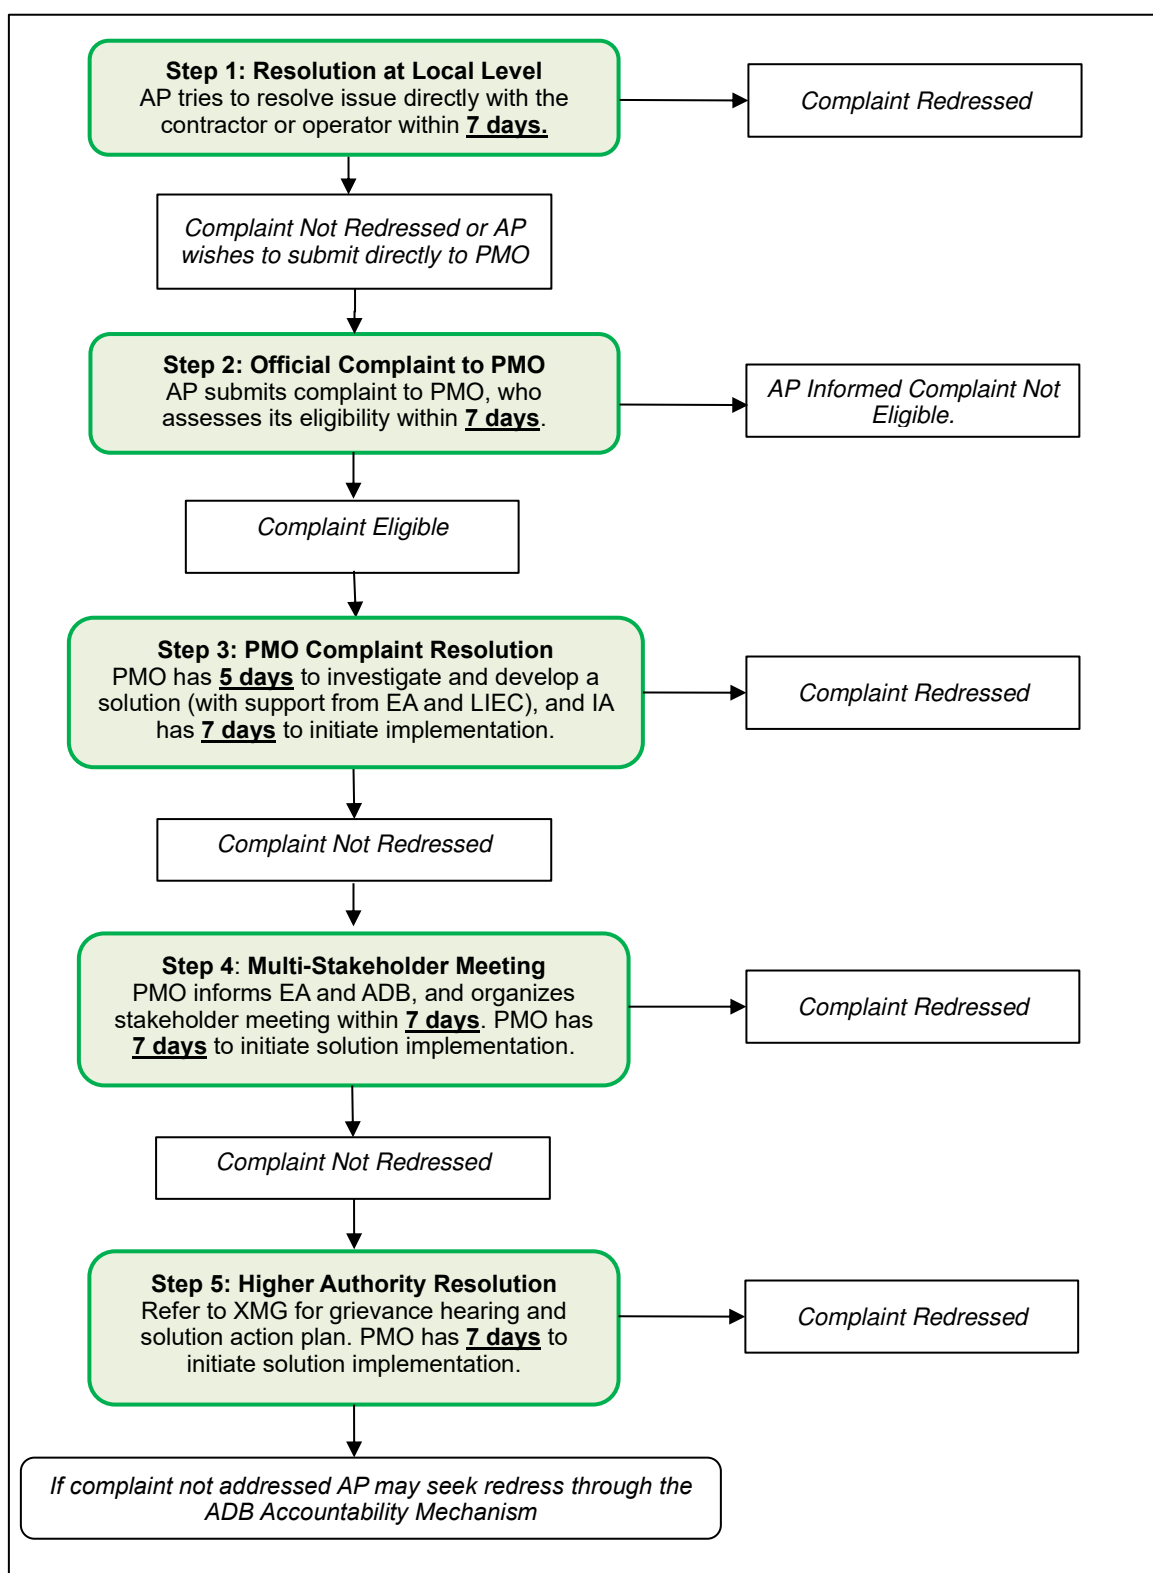 Step 1: Resolution at Local Level
AP tries to resolve issue directly with the
contractor or operator within 7 days.
Complaint Redressed
Complaint Not Redressed or AP
wishes to submit directly to PMO
Step 2: Official Complaint to PMO
AP submits complaint to PMO, who
assesses its eligibility within 7 days.
AP Informed Complaint Not
Eligible.
Complaint Eligible
Step 3: PMO Complaint Resolution
PMO has 5 days to investigate and develop a
solution (with support from EA and LIEC), and IA
has 7 days to initiate implementation.
Complaint Redressed
Complaint Not Redressed
Step 4: Multi-Stakeholder Meeting
PMO informs EA and ADB, and organizes
stakeholder meeting within 7 days. PMO has
7 days to initiate solution implementation.
Complaint Redressed
Complaint Not Redressed
Step 5: Higher Authority Resolution
Refer to XMG for grievance hearing and
solution action plan. PMO has 7 days to
initiate solution implementation.
Complaint Redressed
If complaint not addressed AP may seek redress through the
ADB Accountability Mechanism